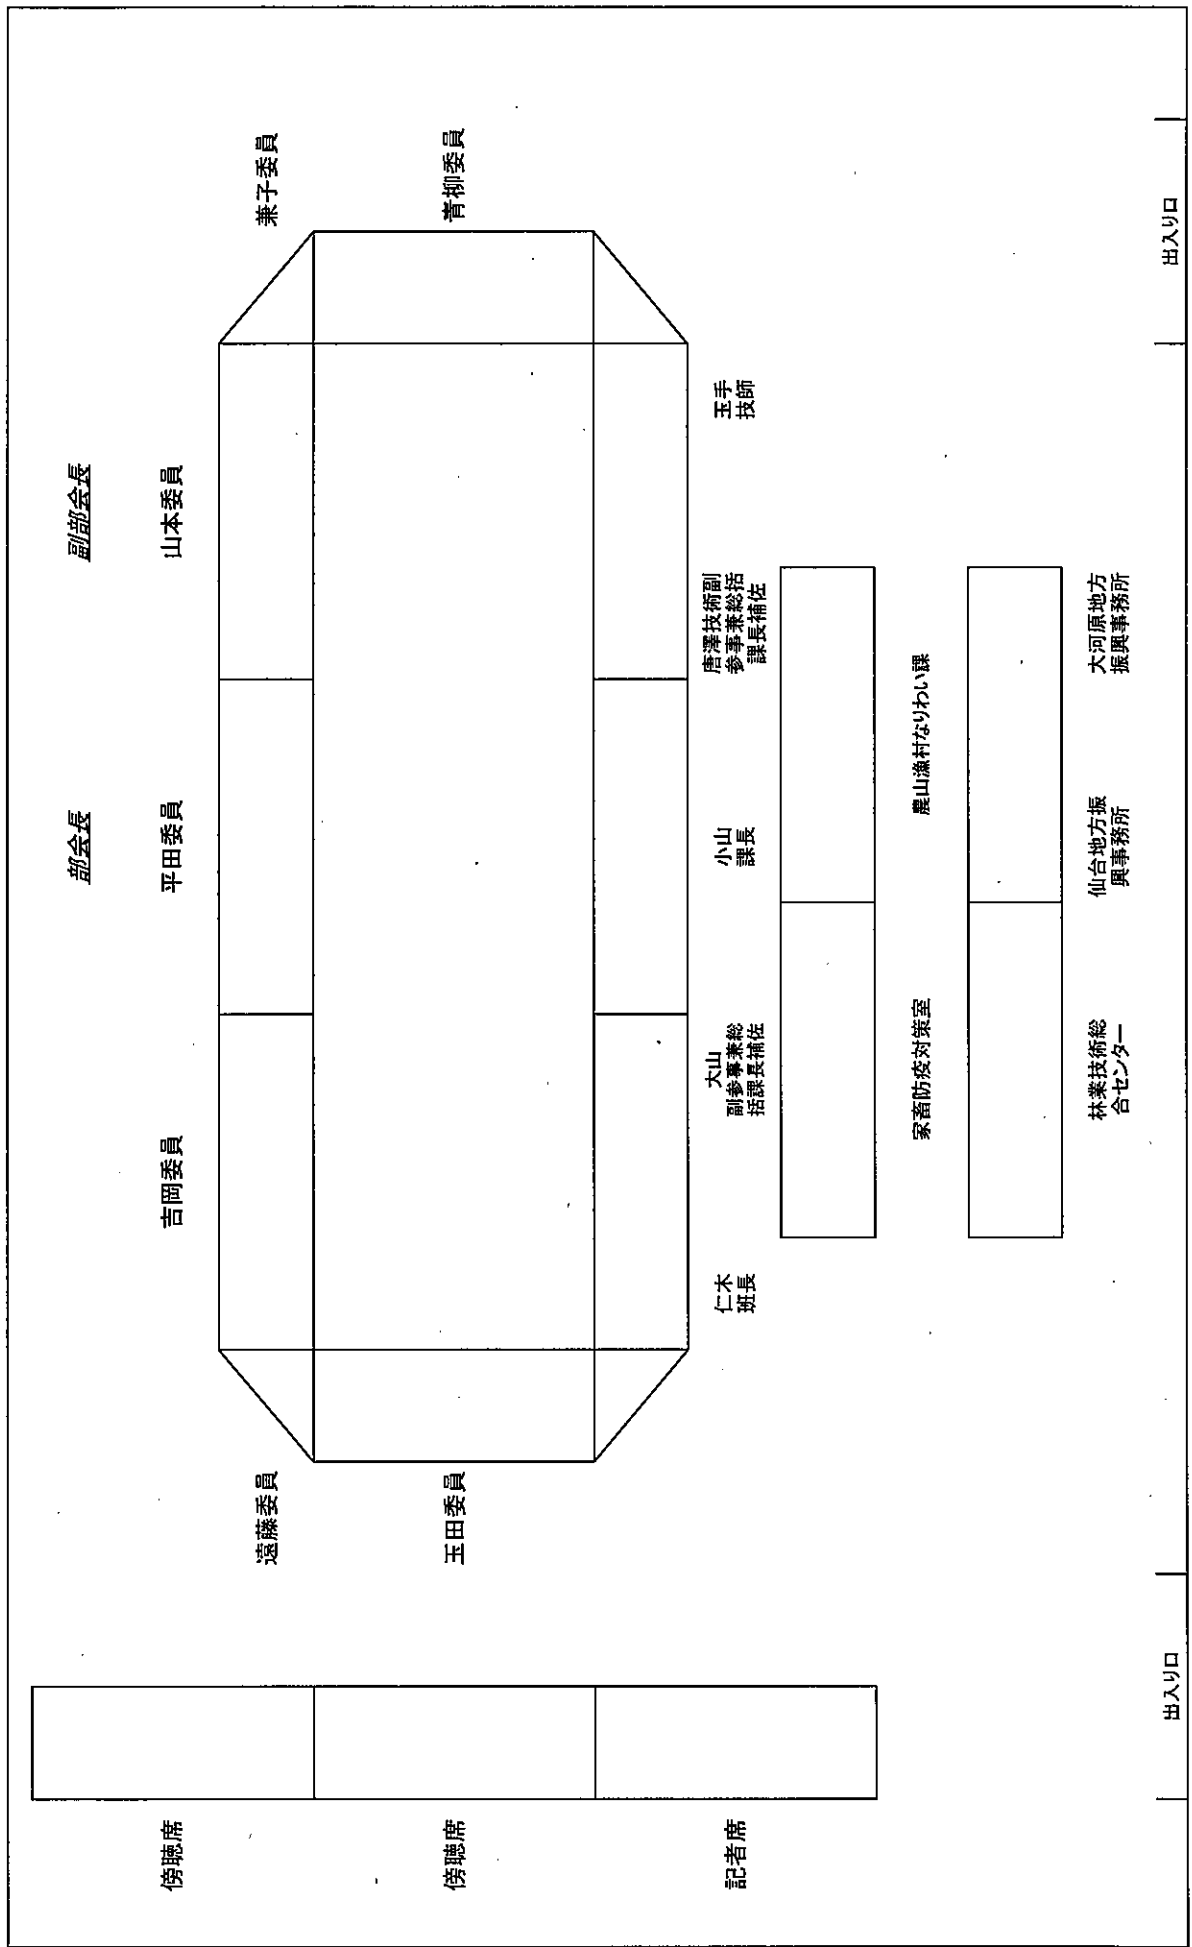 部会長
副部会長
傍聴席
吉岡委員
平田委員
山本委員
遠藤委員
兼子委員
傍聴席
玉田委員
青柳委員
記者席
仁木
班長
大山
副参事兼総
括課長補佐
小山
課長
唐澤技術副
参事兼総括
課長補佐
玉手
技師
家畜防疫対策室
農山漁村なりわい課
林業技術総
合センター
仙台地方振
興事務所
大河原地方
振興事務所
出入り口
出入り口